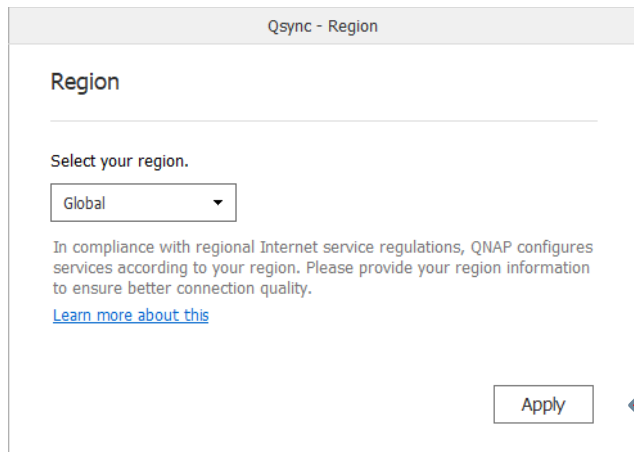 Qsync - Region
Region
Select your region.
Global
In compliance with regional Internet service regulations, QNAP configures
services according to your region. Please provide your region information
to ensure better connection quality.
Learn more about this
Apply